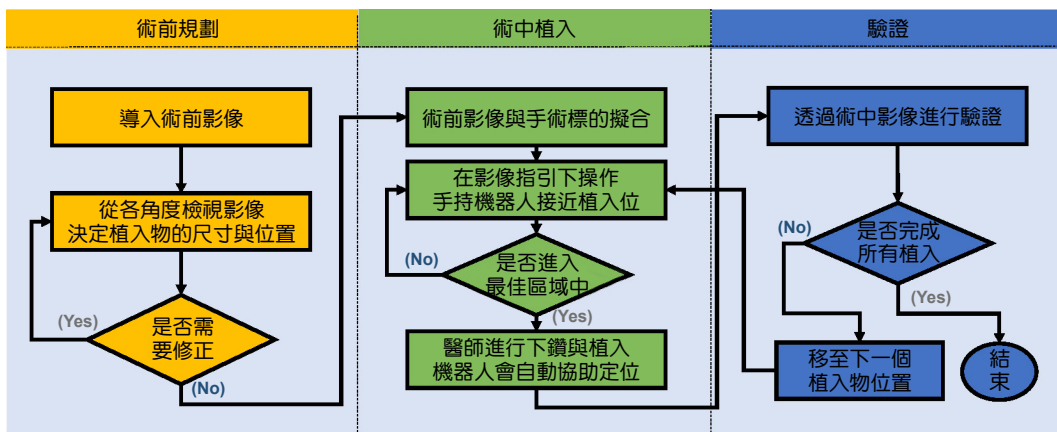 術前規劃
術中植入
驗證
導入術前影像
從各角度檢視影像
決定植入物的尺寸與位置
(Yes)
是否需
要修正
(No)
術前影像與手術標的擬合
在影像指引下操作
手持機器人接近植入位
(No)
是否進入
最佳區域中
(Yes)
醫師進行下鑽與植入
機器人會自動協助定位
透過術中影像進行驗證
(No)
是否完成
所有植入
(Yes)
移至下一個
植入物位置
結
束